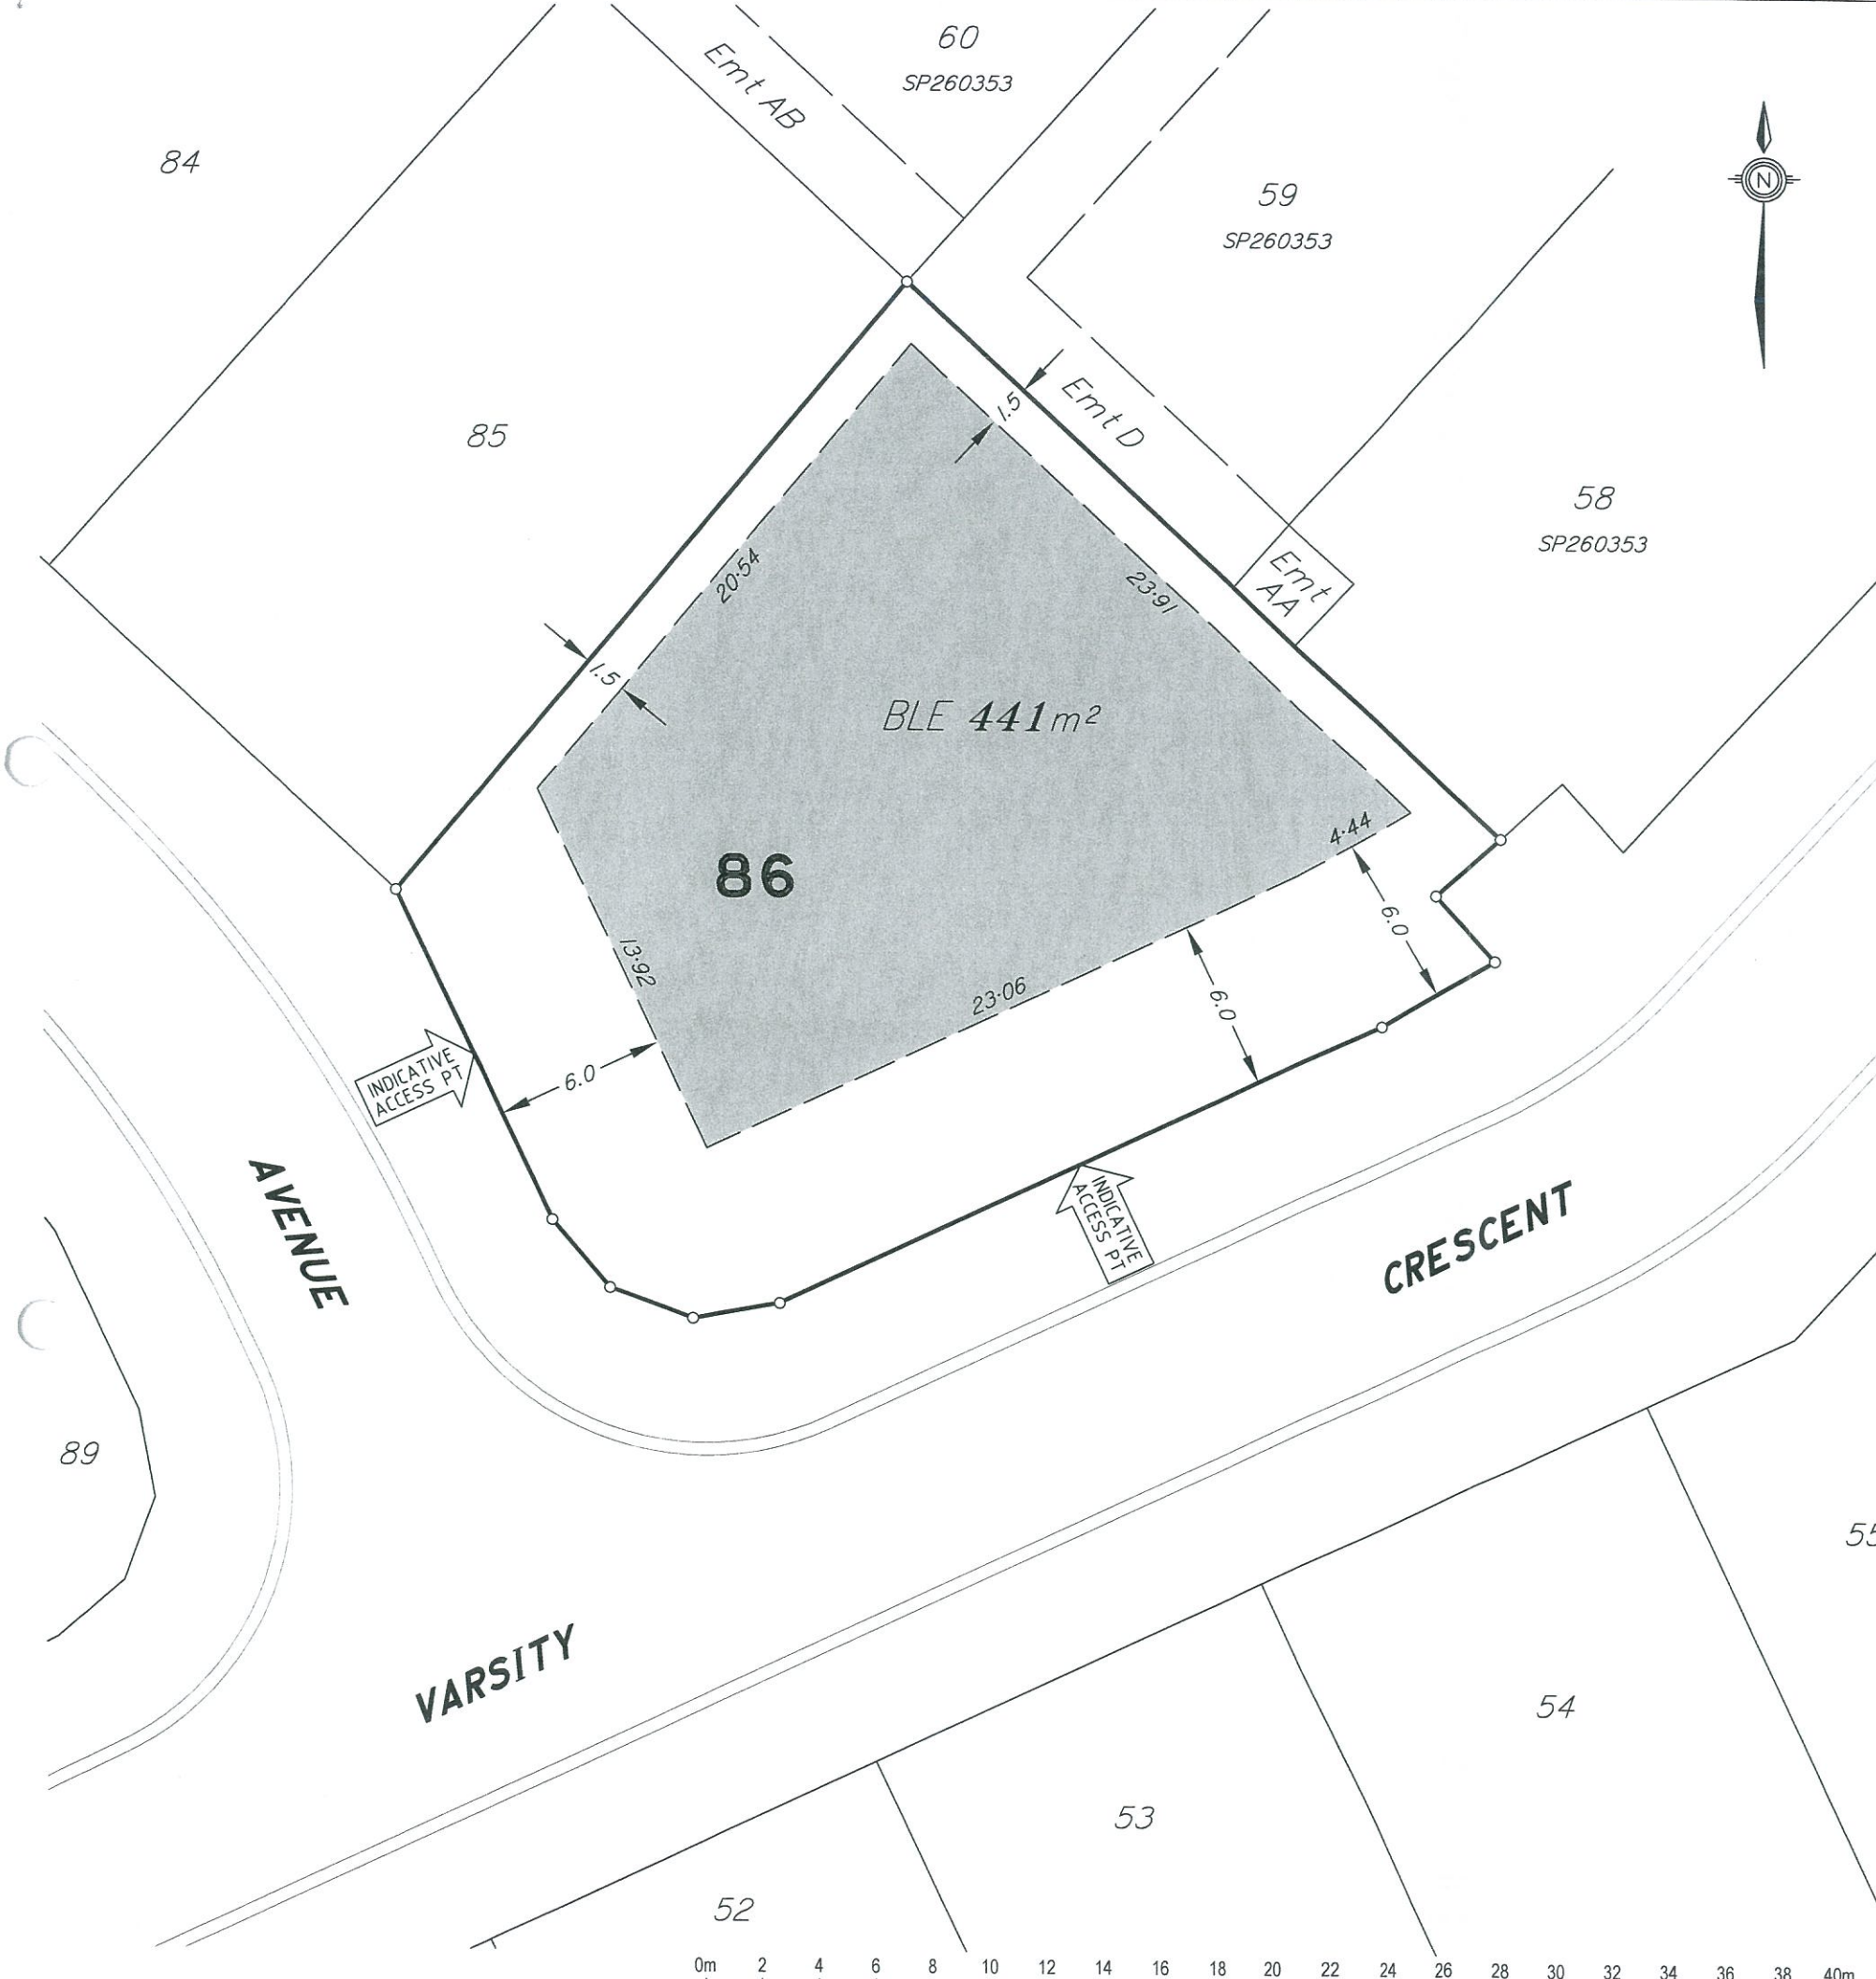 60
SP260353
Emt AB
84
N
59
SP260353
1.5
Emt D
85
58
SP260353
20·54
23·91
Emt
AA
1.5
BLE 441m²
4·44
86
6.0
13·92
23·06
6.0
INDICATIVE
ACCESS PT
6.0
INDICATIVE
ACCESS PT
AVENUE
CRESCENT
89
55
VARSITY
54
53
52
0m 2 4 6 8 10 12 14 16 18 20 22 24 26 28 30 32 34 36 38 40m